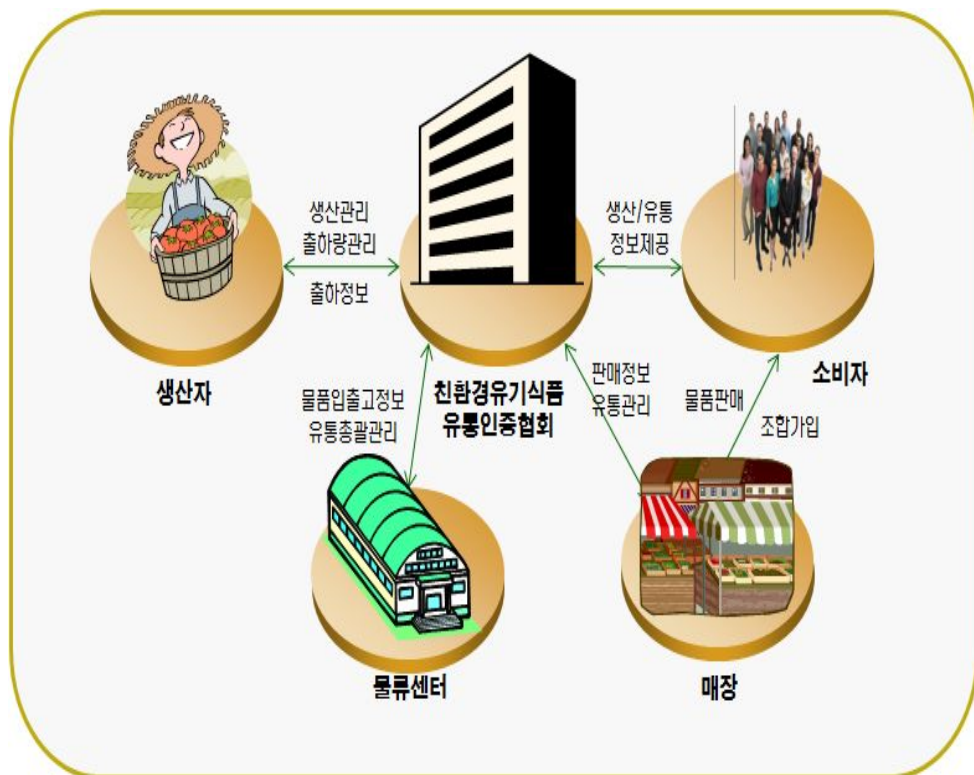 생산관리
출하량관리
출하정보
생산/유통
정보제공
생산자
친환경유기식품
유통인증협회
소비자
물품입출고정보
유통총괄관리
판매정보
유통관리
물품판매
조합가입
물류센터
매장